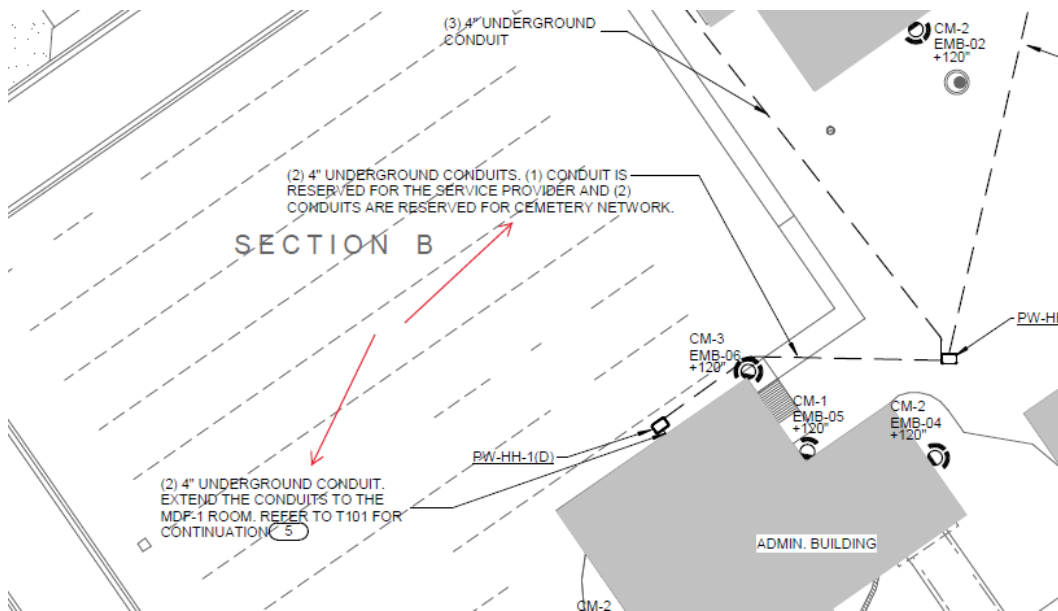 (3) 4" UNDERGROUND
CONDUIT
CM-2
EMB-02
+120"
(2) 4" UNDERGROUND CONDUITS. (1) CONDUIT IS
RESERVED FOR THE SERVICE PROVIDER AND (2)
CONDUITS ARE RESERVED FOR CEMETERY NETWORK.
SECTION B
PW-HH
CM-3
EMB-06
+120"
CM-1
EMB-05
+120"
CM-2
EMB-04
+120"
PW-HH-1(D)
(2) 4" UNDERGROUND CONDUIT.
EXTEND THE CONDUITS TO THE
MDF-1 ROOM. REFER TO T101 FOR
CONTINUATION 5
ADMIN. BUILDING
CM-2